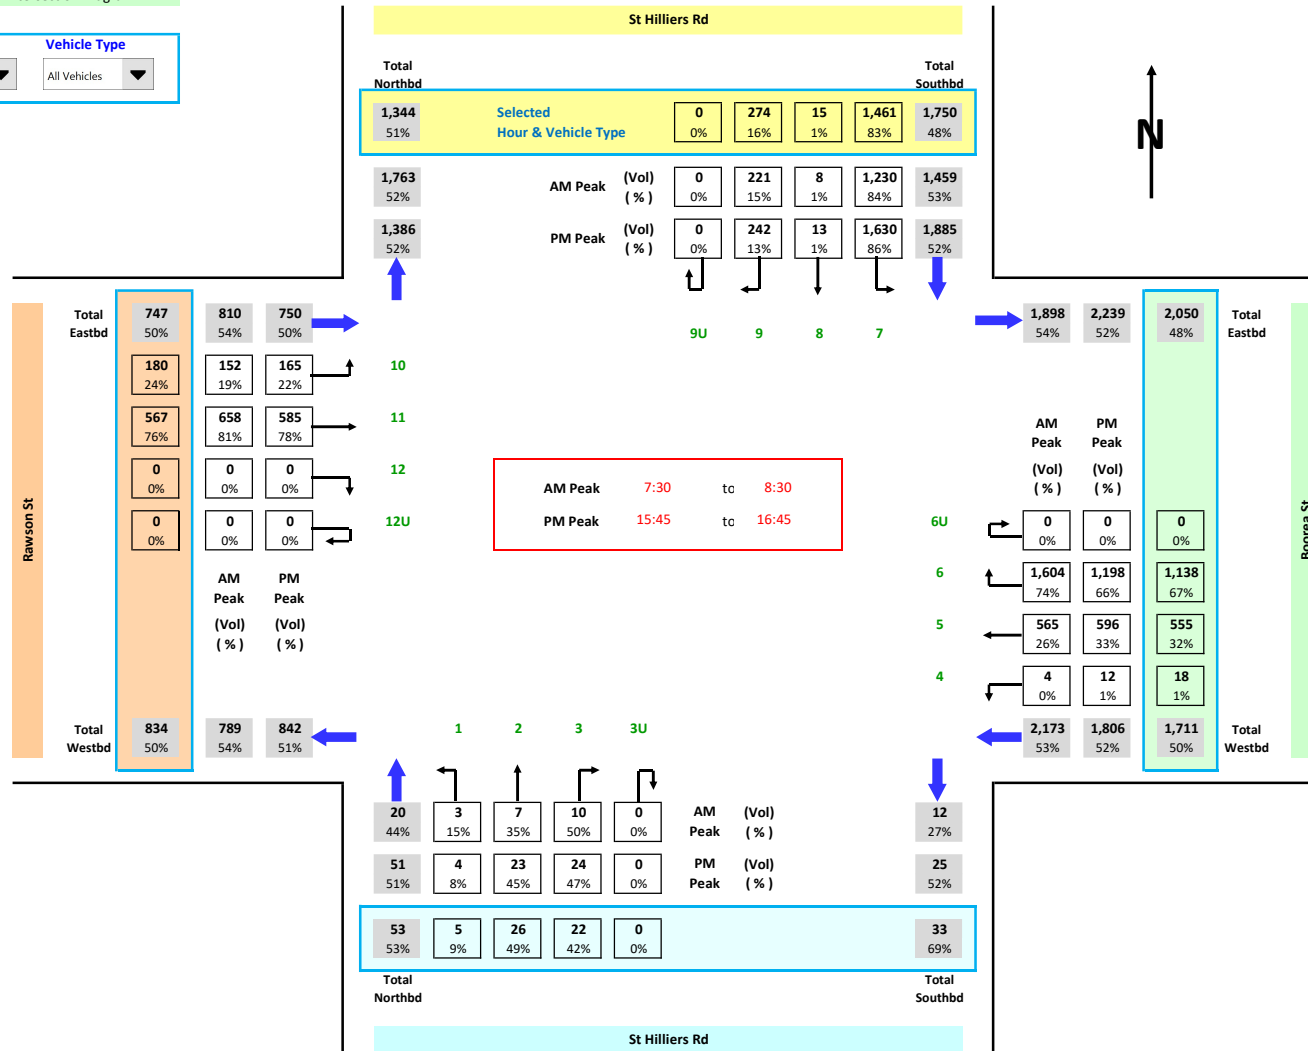 St Hilliers Rd
Vehicle Type
All Vehicles
Total
Northbd
Total
Southbd
1,344
51%
Selected
Hour & Vehicle Type
0 274 15 1,461 1,750
0% 16% 1% 83% 48%
N
1,763
52%
AM Peak
(Vol)
( % )
0 221 8 1,230 1,459
0% 15% 1% 84% 53%
1,386
52%
PM Peak
(Vol)
( % )
0 242 13 1,630 1,885
0% 13% 1% 86% 52%
9U 9 8 7
Total
Eastbd
747 810 750
50% 54% 50%
180 152 165
24% 19% 22%
10
567 658 585
76% 81% 78%
11
0 0 0
0% 0% 0%
12
0 0 0
0% 0% 0%
12U
Rawson St
AM
Peak
(Vol)
( % )
PM
Peak
(Vol)
( % )
Total
Westbd
834 789 842
50% 54% 51%
AM Peak 7:30 to 8:30
PM Peak 15:45 to 16:45
1,898 2,239 2,050
54% 52% 48%
Total
Eastbd
AM
Peak
(Vol)
( % )
PM
Peak
(Vol)
( % )
6U
0 0 0
0% 0% 0%
6
1,604 1,198 1,138
74% 66% 67%
5
565 596 555
26% 33% 32%
4
4 12 18
0% 1% 1%
2,173 1,806 1,711
53% 52% 50%
Total
Westbd
Boorea St
1 2 3 3U
20 3 7 10 0
44% 15% 35% 50% 0%
AM
Peak
(Vol)
( % )
12
27%
51 4 23 24 0
51% 8% 45% 47% 0%
PM
Peak
(Vol)
( % )
25
52%
53 5 26 22 0
53% 9% 49% 42% 0%
33
69%
Total
Northbd
Total
Southbd
St Hilliers Rd